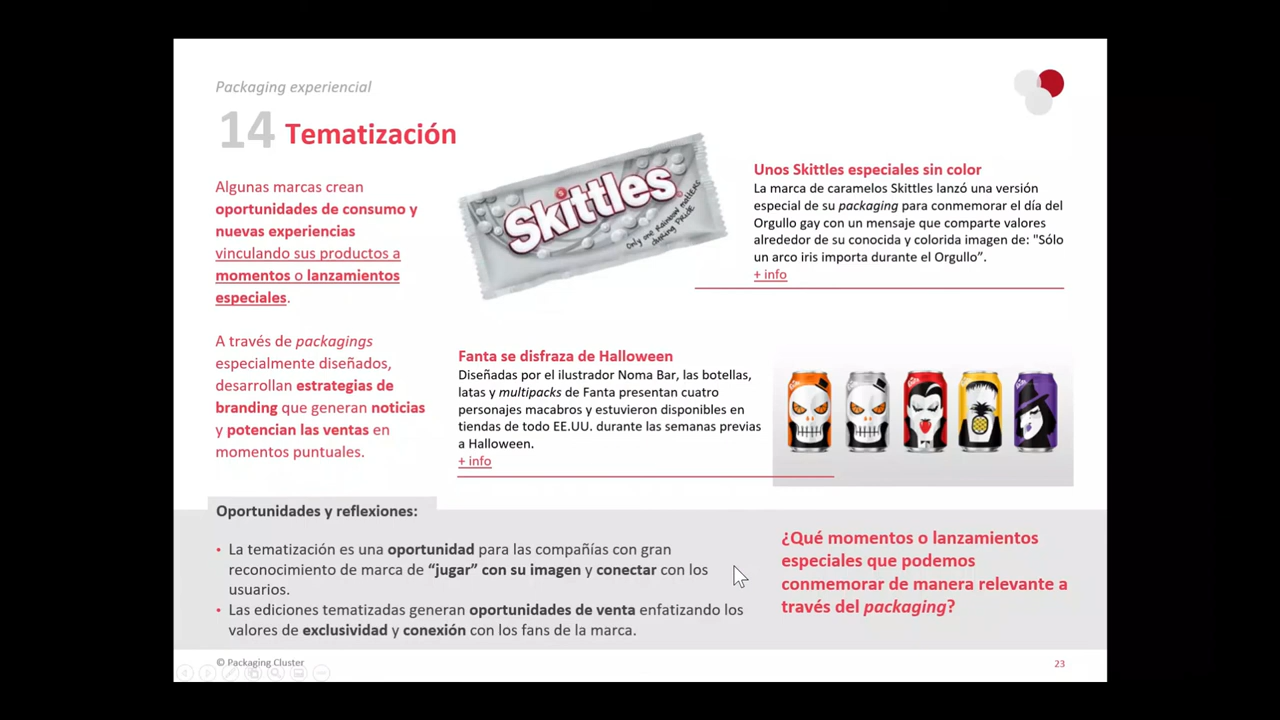 Packaging experiencial
14 Tematización
Algunas marcas crean
oportunidades de consumo y
nuevas experiencias
vinculando sus productos a
momentos o lanzamientos
especiales.
A través de packagings
especialmente diseñados,
desarrollan estrategias de
branding que generan noticias
y potencian las ventas en
momentos puntuales.
Skittles
Only one rainbow matters
during PRIDE
Unos Skittles especiales sin color
La marca de caramelos Skittles lanzó una versión
especial de su packaging para conmemorar el día del
Orgullo gay con un mensaje que comparte valores
alrededor de su conocida y colorida imagen de: "Sólo
un arco iris importa durante el Orgullo”.
+ info
Fanta se disfraza de Halloween
Diseñadas por el ilustrador Noma Bar, las botellas,
latas y multipacks de Fanta presentan cuatro
personajes macabros y estuvieron disponibles en
tiendas de todo EE.UU. durante las semanas previas
a Halloween.
+ info
Oportunidades y reflexiones:
• La tematización es una oportunidad para las compañías con gran
reconocimiento de marca de “jugar” con su imagen y conectar con los
usuarios.
• Las ediciones tematizadas generan oportunidades de venta enfatizando los
valores de exclusividad y conexión con los fans de la marca.
¿Qué momentos o lanzamientos
especiales que podemos
conmemorar de manera relevante a
través del packaging?
© Packaging Cluster
23